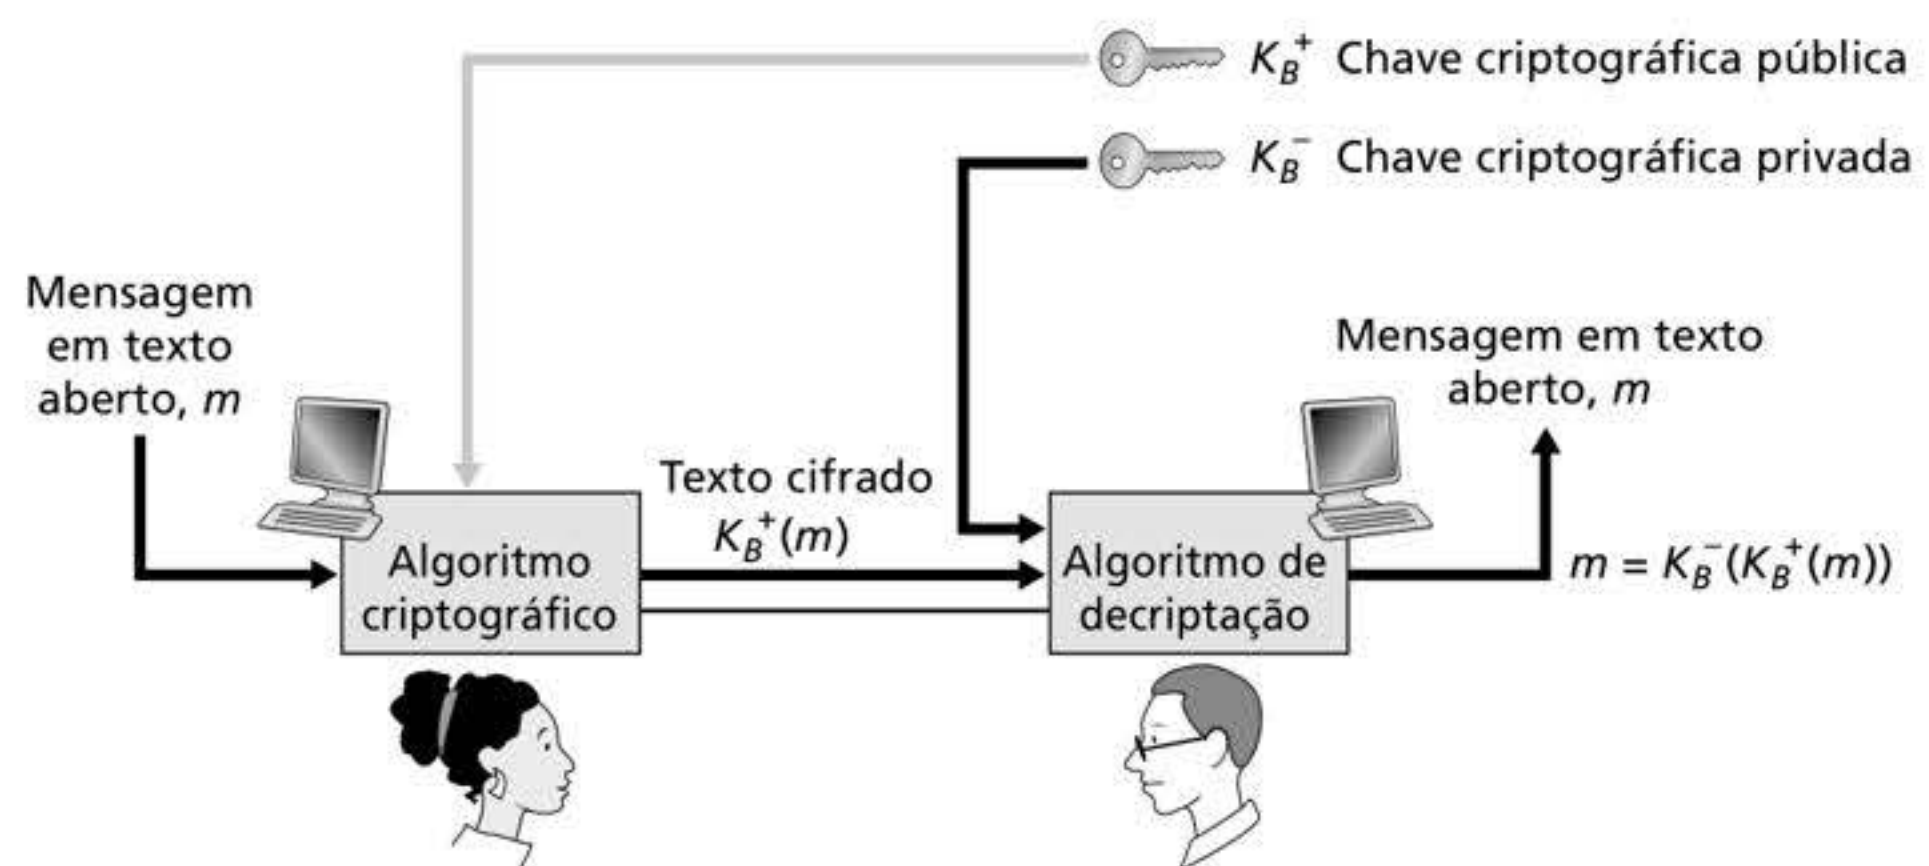 K_B^+ Chave criptográfica pública
K_B^- Chave criptográfica privada
Mensagem
em texto
aberto, m
Mensagem em texto
aberto, m
Texto cifrado
K_B^+(m)
Algoritmo
criptográfico
Algoritmo de
decriptação
m = K_B^-(K_B^+(m))